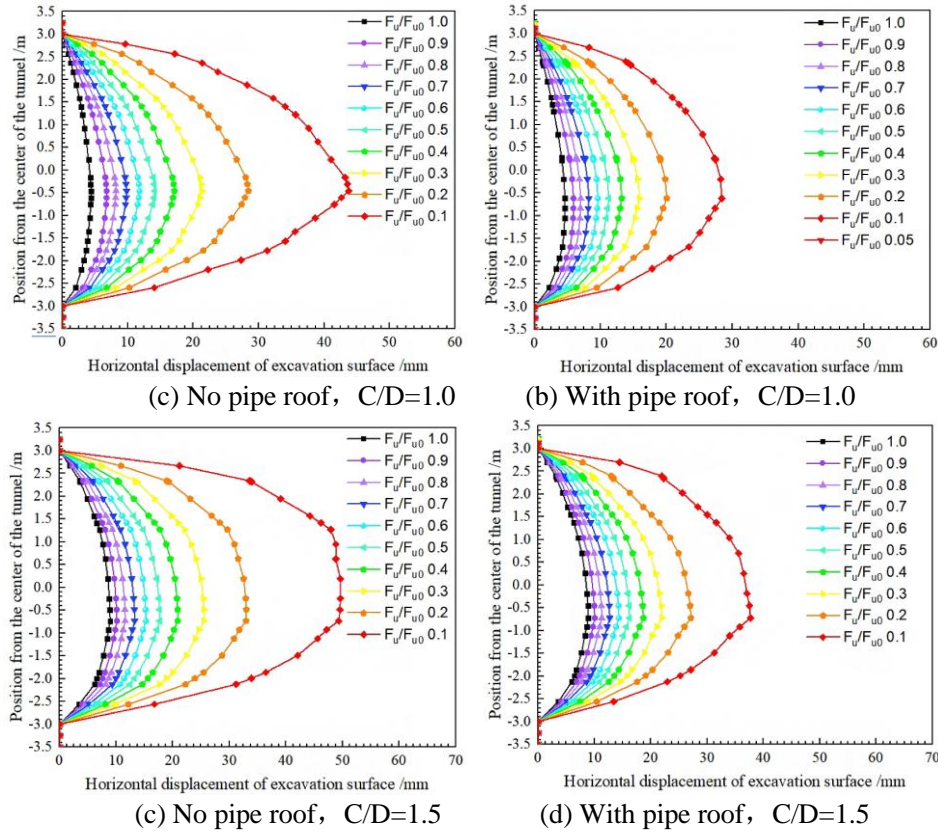 Position from the center of the tunnel /m
3.5
3.0
2.5
2.0
1.5
1.0
0.5
0.0
-0.5
-1.0
-1.5
-2.0
-2.5
-3.0
-3.5
0 10 20 30 40 50 60
Horizontal displacement of excavation surface /mm
Fu/Fu0 1.0
Fu/Fu0 0.9
Fu/Fu0 0.8
Fu/Fu0 0.7
Fu/Fu0 0.6
Fu/Fu0 0.5
Fu/Fu0 0.4
Fu/Fu0 0.3
Fu/Fu0 0.2
Fu/Fu0 0.1
(c) No pipe roof，C/D=1.0
Position from the center of the tunnel /m
3.5
3.0
2.5
2.0
1.5
1.0
0.5
0.0
-0.5
-1.0
-1.5
-2.0
-2.5
-3.0
-3.5
0 10 20 30 40 50 60
Horizontal displacement of excavation surface /mm
Fu/Fu0 1.0
Fu/Fu0 0.9
Fu/Fu0 0.8
Fu/Fu0 0.7
Fu/Fu0 0.6
Fu/Fu0 0.5
Fu/Fu0 0.4
Fu/Fu0 0.3
Fu/Fu0 0.2
Fu/Fu0 0.1
Fu/Fu0 0.05
(b) With pipe roof，C/D=1.0
Position from the center of the tunnel /m
3.5
3.0
2.5
2.0
1.5
1.0
0.5
0.0
-0.5
-1.0
-1.5
-2.0
-2.5
-3.0
-3.5
0 10 20 30 40 50 60 70
Horizontal displacement of excavation surface /mm
Fu/Fu0 1.0
Fu/Fu0 0.9
Fu/Fu0 0.8
Fu/Fu0 0.7
Fu/Fu0 0.6
Fu/Fu0 0.5
Fu/Fu0 0.4
Fu/Fu0 0.3
Fu/Fu0 0.2
Fu/Fu0 0.1
(c) No pipe roof，C/D=1.5
Position from the center of the tunnel /m
3.5
3.0
2.5
2.0
1.5
1.0
0.5
0.0
-0.5
-1.0
-1.5
-2.0
-2.5
-3.0
-3.5
0 10 20 30 40 50 60 70
Horizontal displacement of excavation surface /mm
Fu/Fu0 1.0
Fu/Fu0 0.9
Fu/Fu0 0.8
Fu/Fu0 0.7
Fu/Fu0 0.6
Fu/Fu0 0.5
Fu/Fu0 0.4
Fu/Fu0 0.3
Fu/Fu0 0.2
Fu/Fu0 0.1
(d) With pipe roof，C/D=1.5